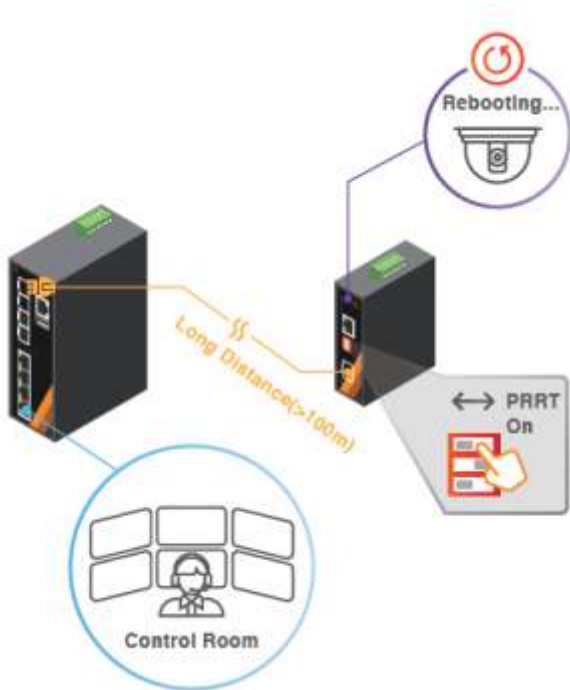 Rebooting...
Long Distance(>100m)
PRRT
On
Control Room